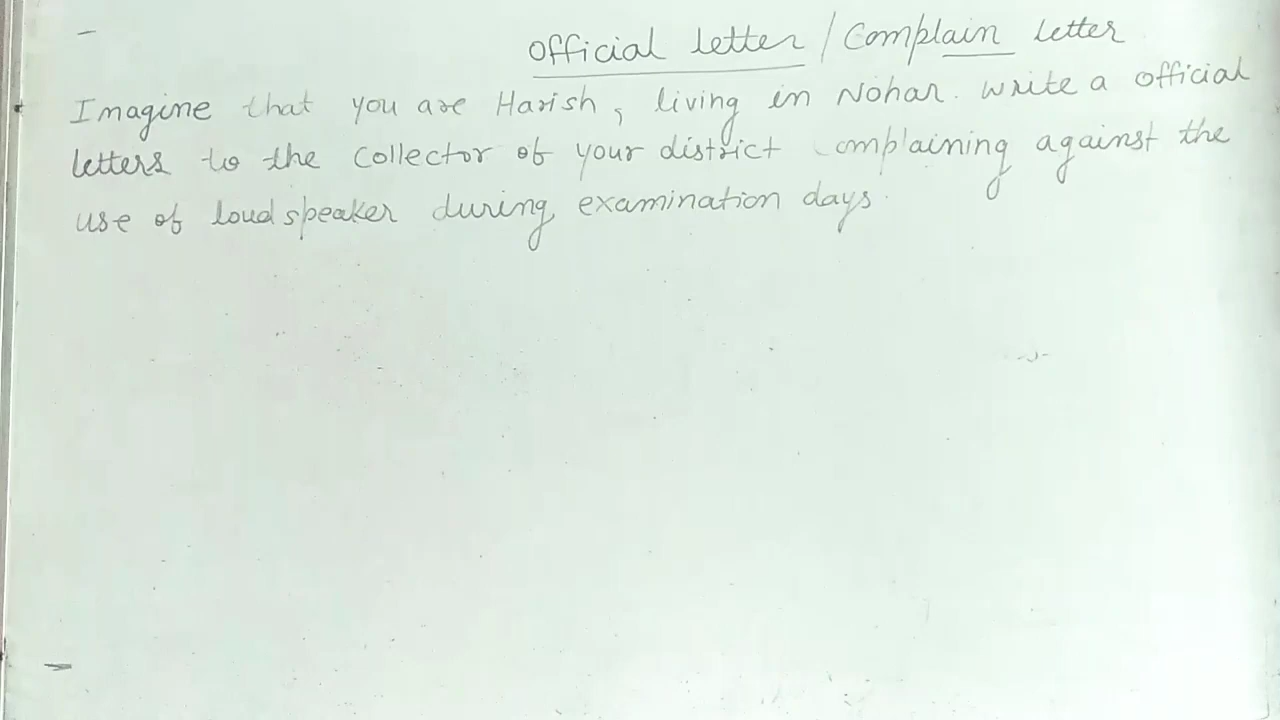 Official letter / Complain letter
Imagine that you are Harish, living in Nohar. Write a official
letters to the Collector of your district complaining against the
use of loudspeaker during examination days.